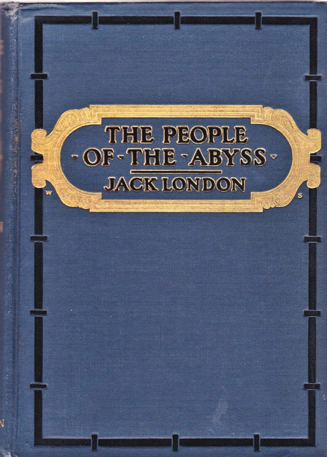 THE PEOPLE
OF·THE·ABYSS
JACK LONDON
W S
N